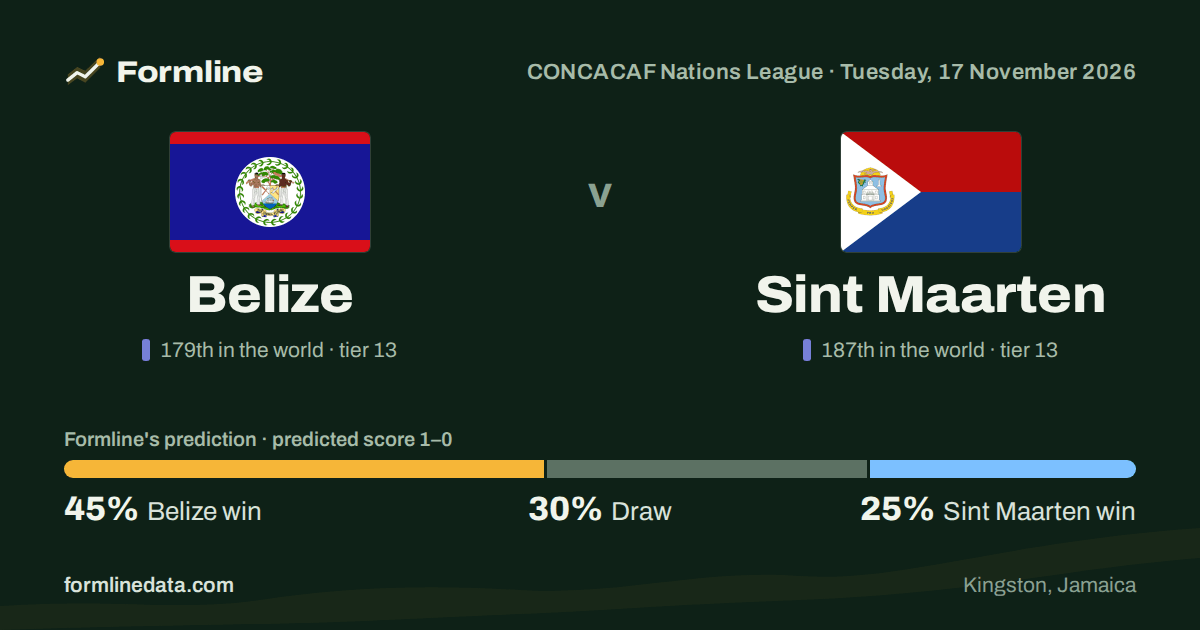 Formline
CONCACAF Nations League · Tuesday, 17 November 2026
V
Belize
Sint Maarten
179th in the world · tier 13
187th in the world · tier 13
Formline's prediction · predicted score 1–0
45% Belize win
30% Draw
25% Sint Maarten win
formlinedata.com
Kingston, Jamaica